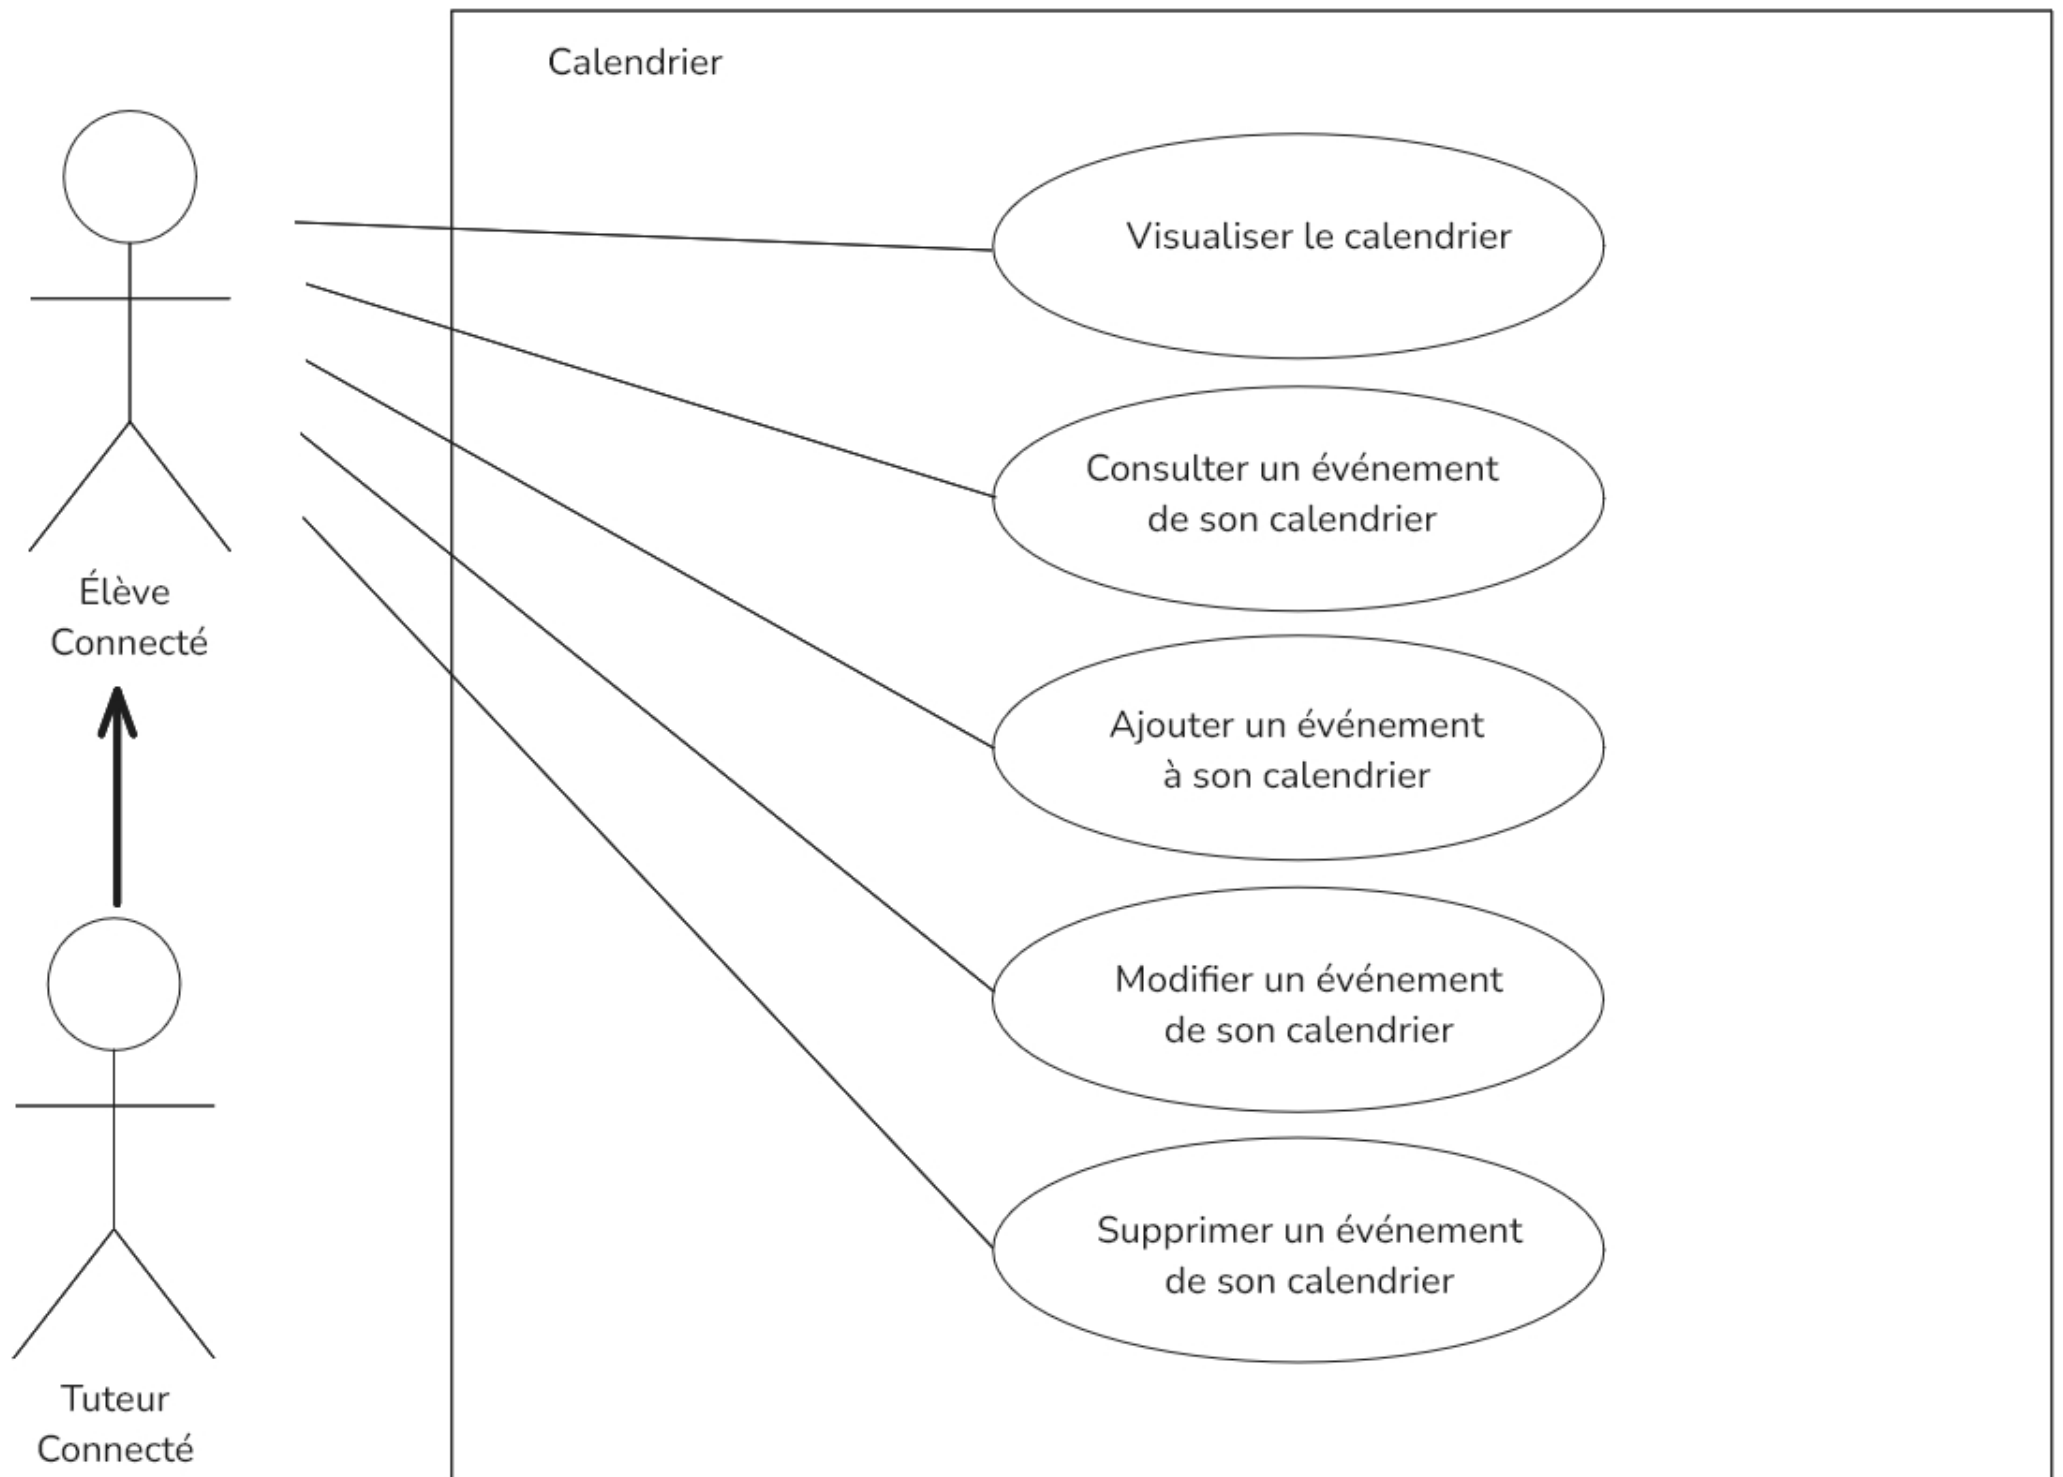 Calendrier
Visualiser le calendrier
Consulter un événement
de son calendrier
Élève
Connecté
Ajouter un événement
à son calendrier
Modifier un événement
de son calendrier
Supprimer un événement
de son calendrier
Tuteur
Connecté